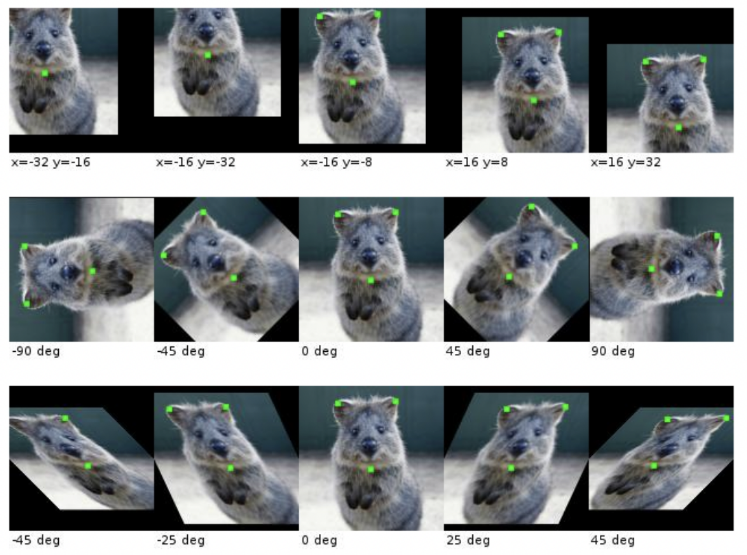 x=-32 y=-16 x=-16 y=-32 x=-16 y=-8 x=16 y=8 x=16 y=32
-90 deg -45 deg 0 deg 45 deg 90 deg
-45 deg -25 deg 0 deg 25 deg 45 deg